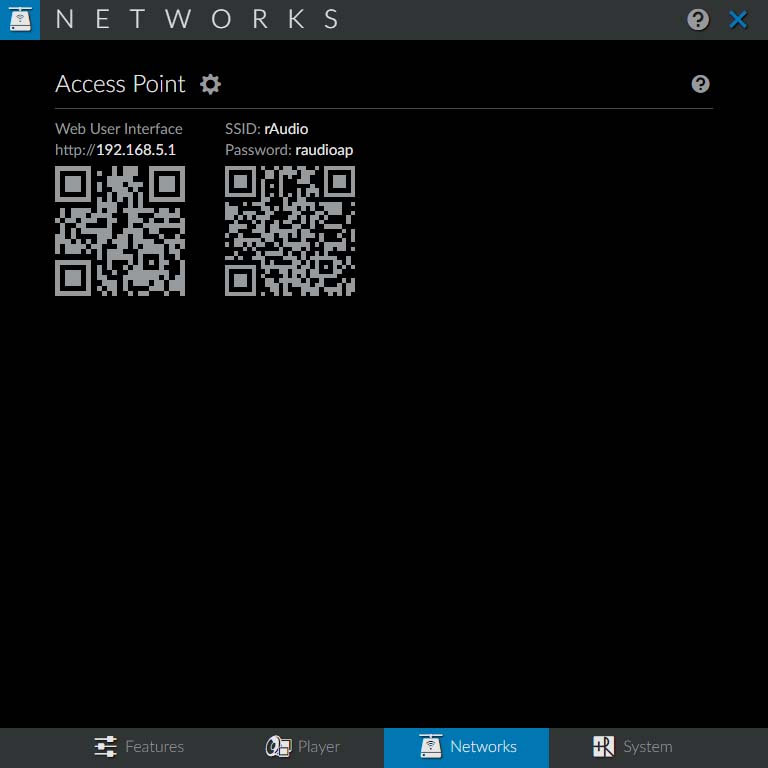 NETWORKS
Access Point
Web User Interface
http://192.168.5.1
SSID: rAudio
Password: raudioap
Features
Player
Networks
System